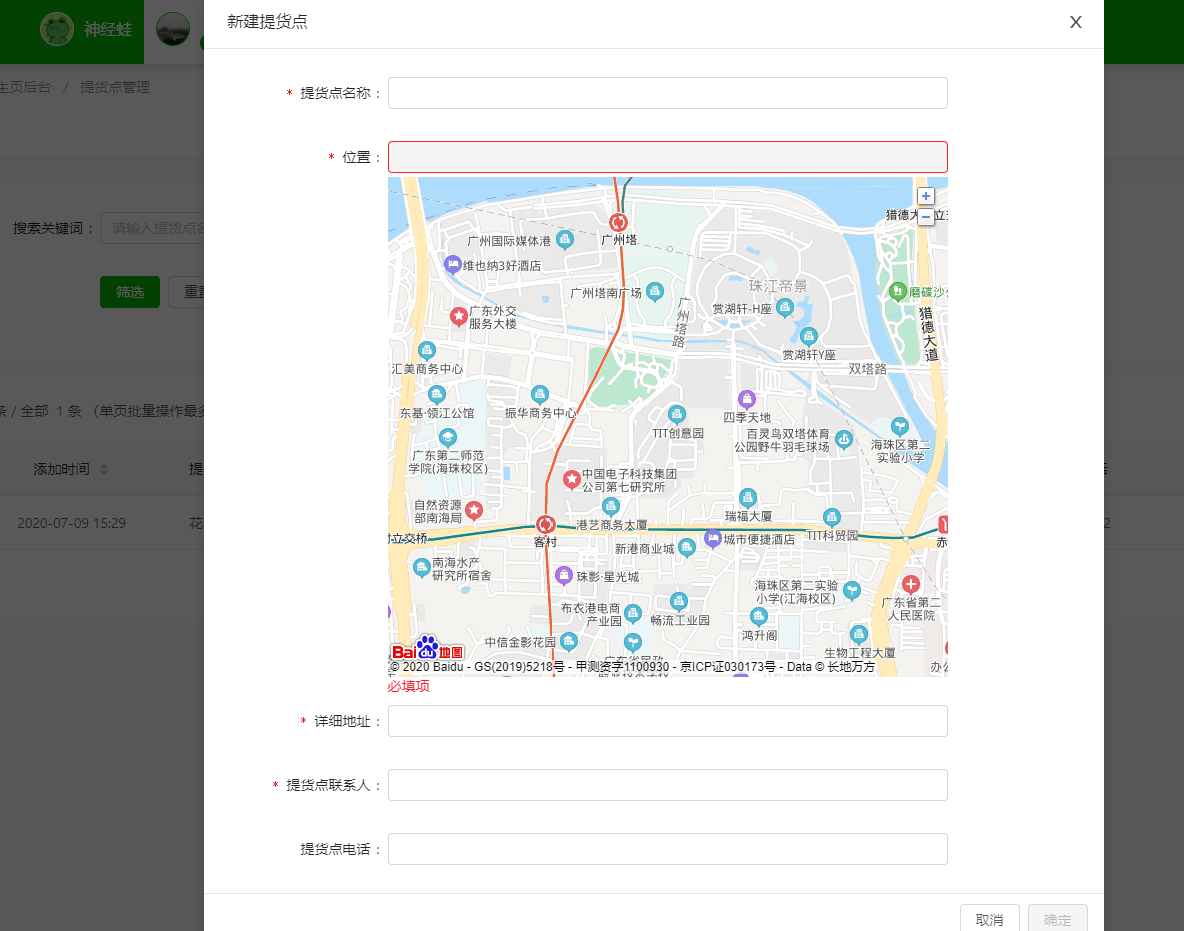 新建提货点
X
神经蛙
主页后台 / 提货点管理
* 提货点名称：
* 位置：
搜索关键词：
请输入提货点名
筛选
重置
条 / 全部 1 条 （单页批量操作最多
添加时间
提
2020-07-09 15:29
花
2
+
−
猎德大
立交
广州国际媒体港
广州塔
维也纳3好酒店
广州塔南广场
珠江帝景
赏湖轩-H座
磨碟沙公
广州塔路
猎德大道
广东外交
服务大楼
赏湖轩Y座
汇美商务中心
双塔路
东基·领江公馆
振华商务中心
四季天地
TIT创意园
百灵鸟双塔体育
公园野牛羽毛球场
海珠区第二
实验小学
广东第二师范
学院(海珠校区)
中国电子科技集团
公司第七研究所
自然资源
部南海局
瑞福大厦
港艺商务大厦
TIT科贸园
客村
立交桥
城市便捷酒店
赤
新港商业城
南海水产
研究所宿舍
珠影·星光城
海珠区第二实验
小学(江海校区)
广东省第二
人民医院
布衣港电商
产业园
畅流工业园
鸿升阁
中信金影花园
生物工程大厦
Bai du 地图
办公
© 2020 Baidu - GS(2019)5218号 - 甲测资字1100930 - 京ICP证030173号 - Data © 长地万方
必填项
* 详细地址：
* 提货点联系人：
提货点电话：
取消
确定